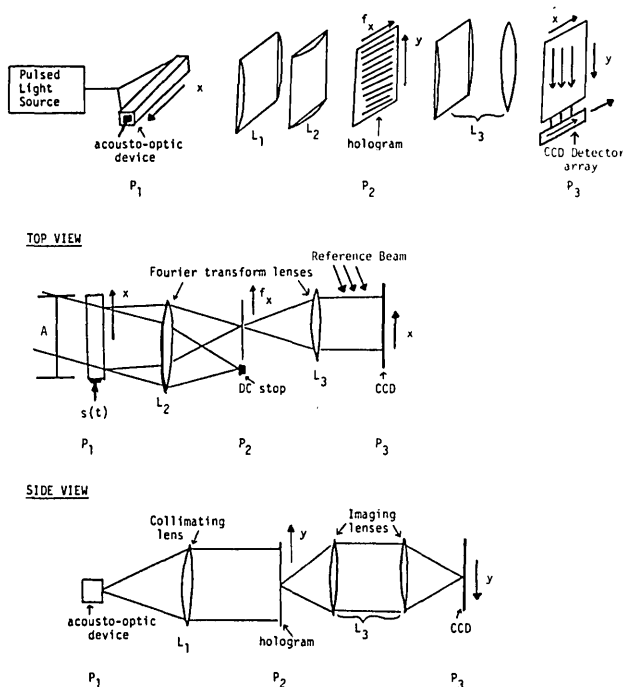 Pulsed
Light
Source
x
acousto-optic
device
P1
L1
L2
fx
y
hologram
P2
L3
x
y
CCD Detector
array
P3
TOP VIEW
Fourier transform lenses
Reference Beam
x
A
fx
x
L2
DC stop
L3
CCD
s(t)
P1
P2
P3
SIDE VIEW
Collimating
lens
Imaging
lenses
y
y
acousto-optic
device
L1
hologram
L3
CCD
P1
P2
P3